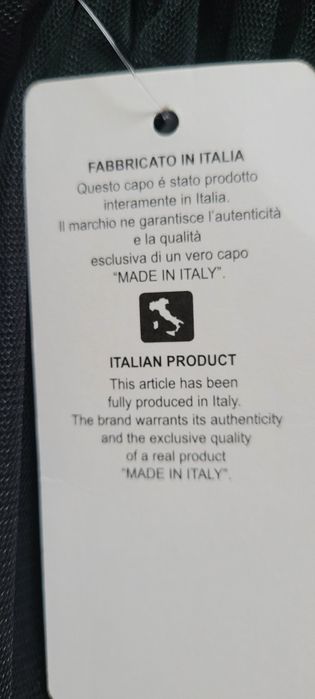 FABBRICATO IN ITALIA
Questo capo é stato prodotto
interamente in Italia.
Il marchio ne garantisce l'autenticità
e la qualità
esclusiva di un vero capo
"MADE IN ITALY".
ITALIAN PRODUCT
This article has been
fully produced in Italy.
The brand warrants its authenticity
and the exclusive quality
of a real product
"MADE IN ITALY".